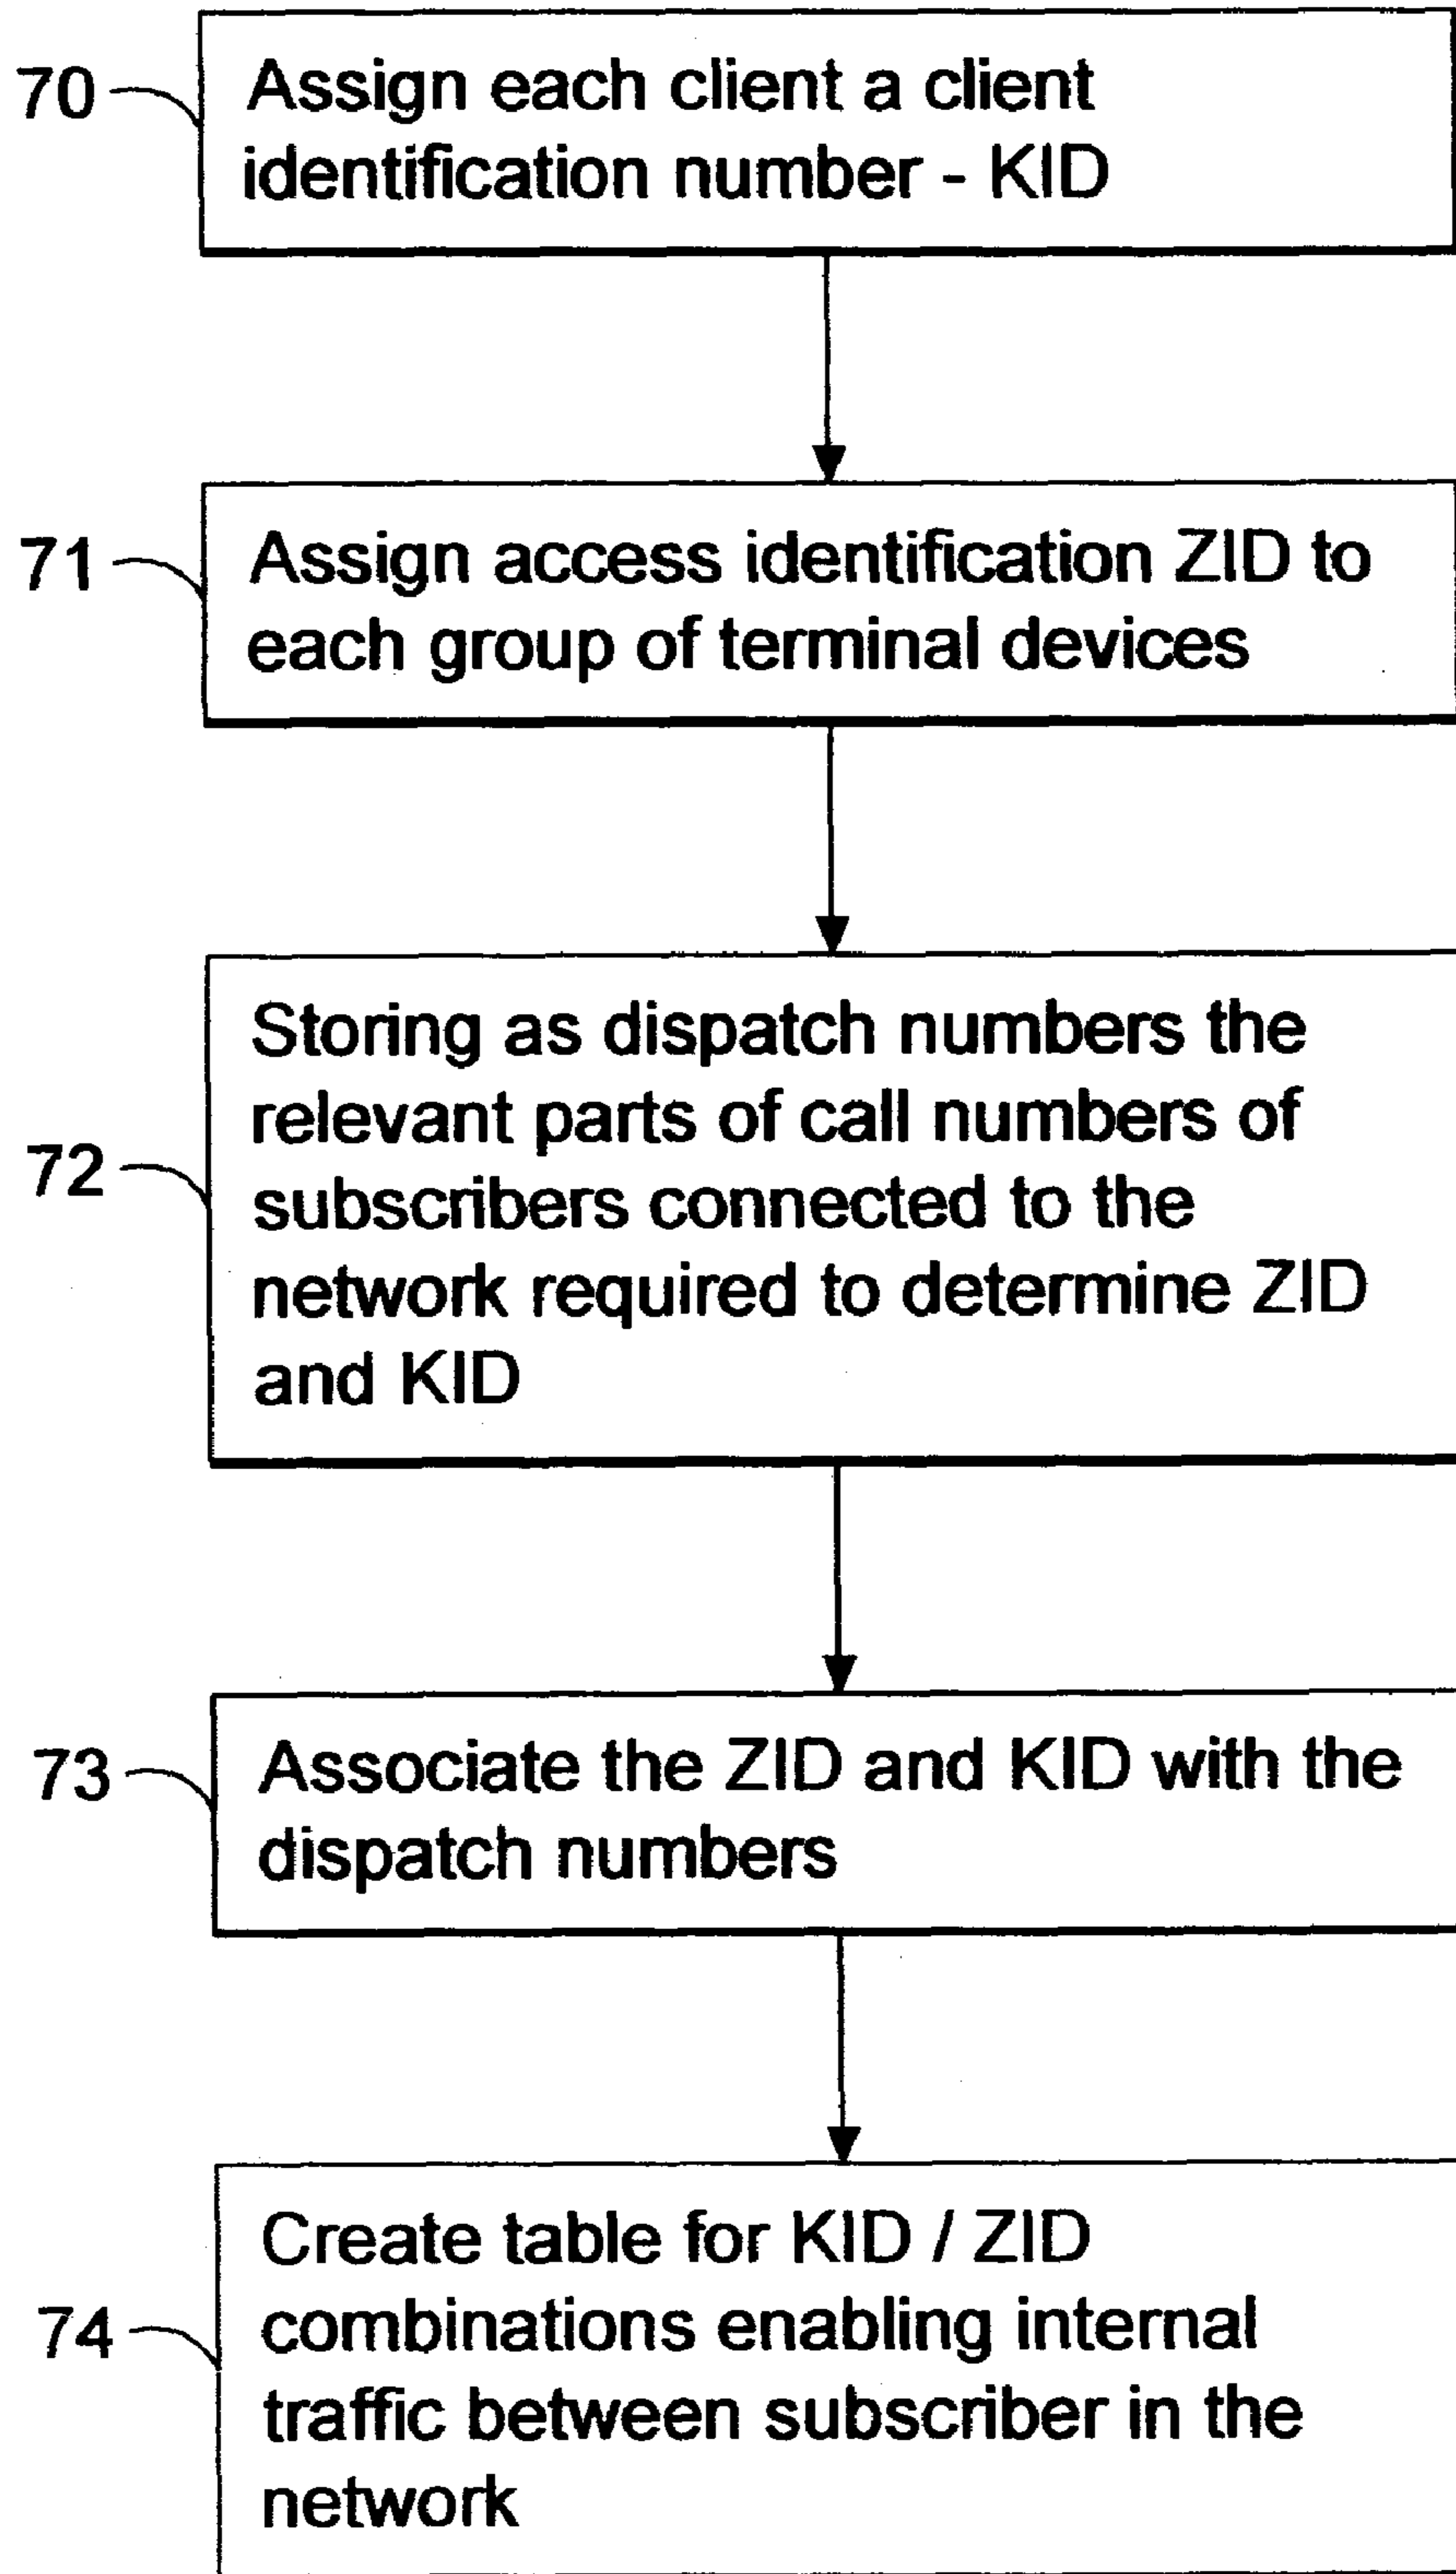 70
Assign each client a client
identification number - KID
71
Assign access identification ZID to
each group of terminal devices
72
Storing as dispatch numbers the
relevant parts of call numbers of
subscribers connected to the
network required to determine ZID
and KID
73
Associate the ZID and KID with the
dispatch numbers
74
Create table for KID / ZID
combinations enabling internal
traffic between subscriber in the
network